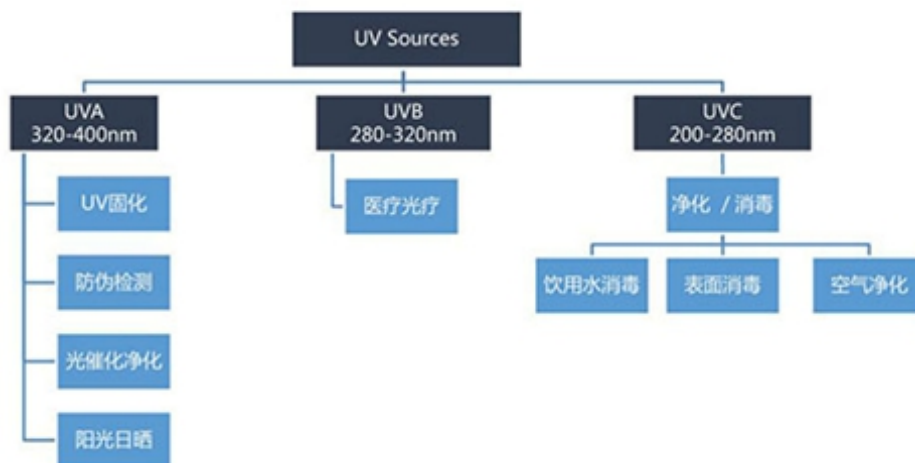 UV Sources
UVA
320-400nm
UVB
280-320nm
UVC
200-280nm
UV固化
医疗光疗
净化 / 消毒
防伪检测
饮用水消毒
表面消毒
空气净化
光催化净化
阳光日晒